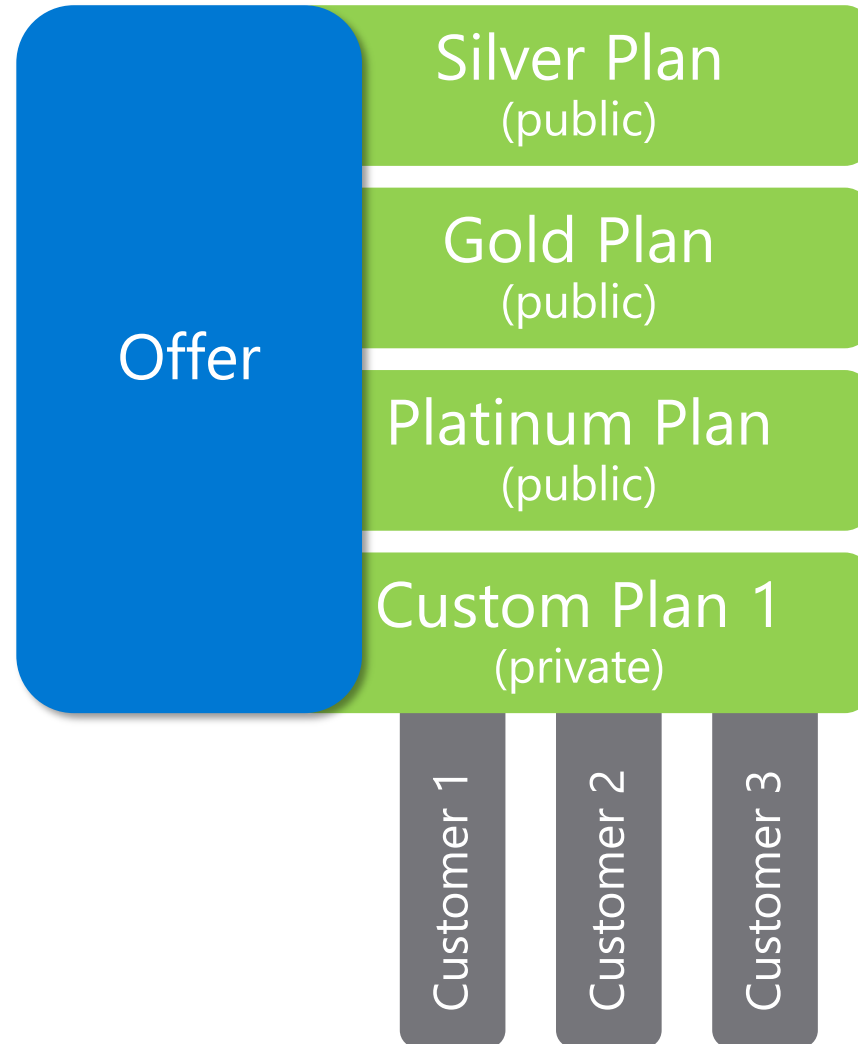 Offer
Silver Plan
(public)
Gold Plan
(public)
Platinum Plan
(public)
Custom Plan 1
(private)
Customer 1
Customer 2
Customer 3